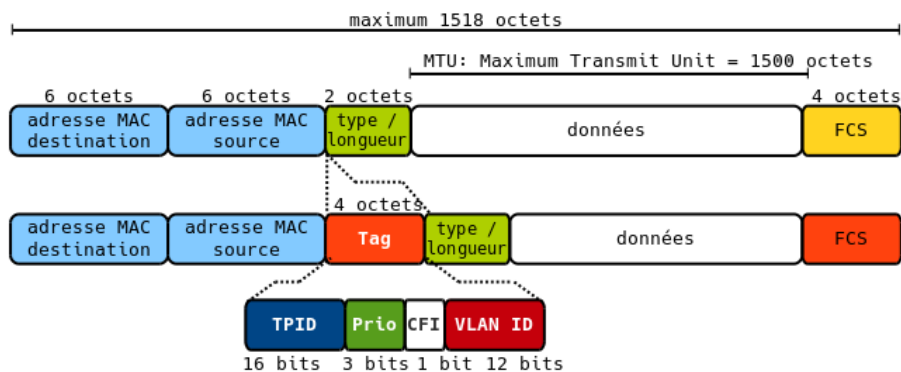 maximum 1518 octets
MTU: Maximum Transmit Unit = 1500 octets
6 octets 6 octets 2 octets 4 octets
adresse MAC
destination
adresse MAC
source
type /
longueur
données
FCS
4 octets
adresse MAC
destination
adresse MAC
source
Tag
type /
longueur
données
FCS
TPID Prio CFI VLAN ID
16 bits 3 bits 1 bit 12 bits